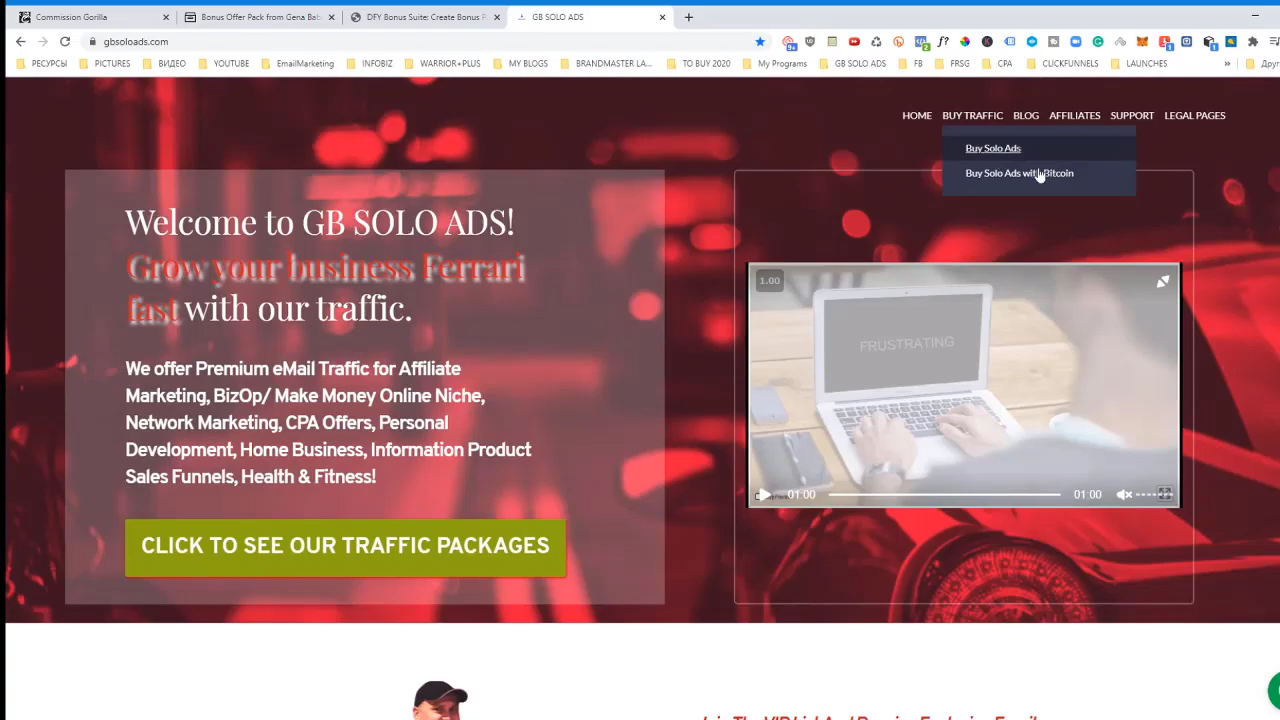 Commission Gorilla
Bonus Offer Pack from Gena Bab
DFY Bonus Suite: Create Bonus P
GB SOLO ADS
gbsoloads.com
РЕСУРСЫ
PICTURES
ВИДЕО
YOUTUBE
EmailMarketing
INFOBIZ
WARRIOR+PLUS
MY BLOGS
BRANDMASTER LA...
TO BUY 2020
My Programs
GB SOLO ADS
FB
FRSG
CPA
CLICKFUNNELS
LAUNCHES
Друг
HOME BUY TRAFFIC BLOG AFFILIATES SUPPORT LEGAL PAGES
Buy Solo Ads
Buy Solo Ads with Bitcoin
Welcome to GB SOLO ADS!
Grow your business Ferrari
fast with our traffic.
We offer Premium eMail Traffic for Affiliate
Marketing, BizOp/ Make Money Online Niche,
Network Marketing, CPA Offers, Personal
Development, Home Business, Information Product
Sales Funnels, Health & Fitness!
CLICK TO SEE OUR TRAFFIC PACKAGES
1.00
FRUSTRATING
01:00
01:00